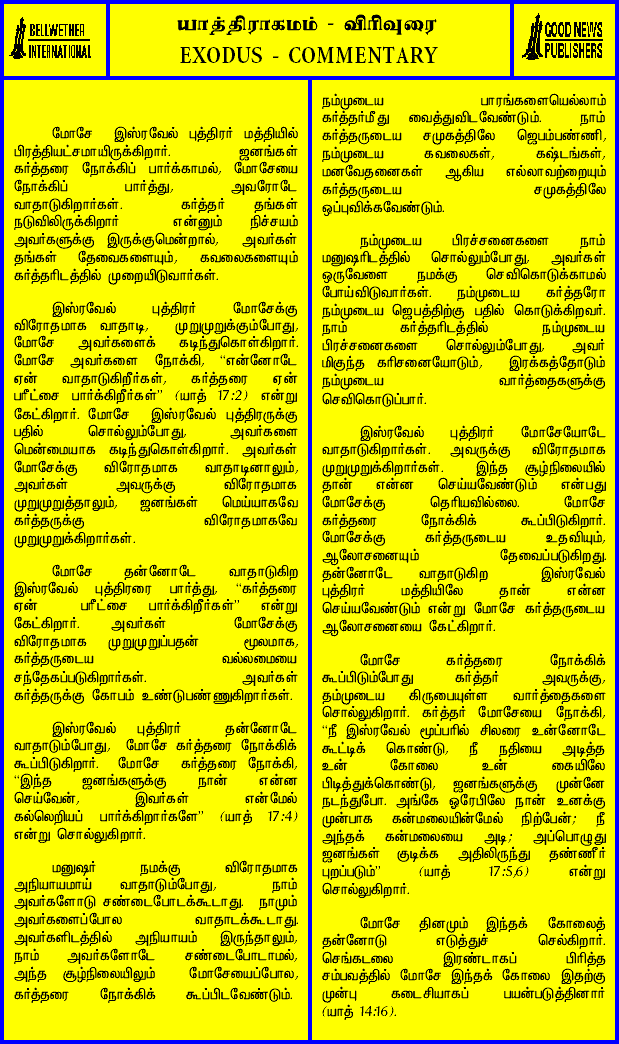 BELLWETHER
INTERNATIONAL
யாத்திராகமம் - விரிவுரை
EXODUS - COMMENTARY
GOOD NEWS
PUBLISHERS
மோசே இஸ்ரவேல் புத்திரர் மத்தியில்
பிரத்தியட்சமாயிருக்கிறார். ஜனங்கள்
கர்த்தரை நோக்கிப் பார்க்காமல், மோசேயை
நோக்கிப் பார்த்து, அவரோடே
வாதாடுகிறார்கள். கர்த்தர் தங்கள்
நடுவிலிருக்கிறார் என்னும் நிச்சயம்
அவர்களுக்கு இருக்குமென்றால், அவர்கள்
தங்கள் தேவைகளையும், கவலைகளையும்
கர்த்தரிடத்தில் முறையிடுவார்கள்.
இஸ்ரவேல் புத்திரர் மோசேக்கு
விரோதமாக வாதாடி, முறுமுறுக்கும்போது,
மோசே அவர்களைக் கடிந்துகொள்கிறார்.
மோசே அவர்களை நோக்கி, “என்னோடே
ஏன் வாதாடுகிறீர்கள், கர்த்தரை ஏன்
பரீட்சை பார்க்கிறீர்கள்” (யாத் 17:2) என்று
கேட்கிறார். மோசே இஸ்ரவேல் புத்திரருக்கு
பதில் சொல்லும்போது, அவர்களை
மென்மையாக கடிந்துகொள்கிறார். அவர்கள்
மோசேக்கு விரோதமாக வாதாடினாலும்,
அவர்கள் அவருக்கு விரோதமாக
முறுமுறுத்தாலும், ஜனங்கள் மெய்யாகவே
கர்த்தருக்கு விரோதமாகவே
முறுமுறுக்கிறார்கள்.
மோசே தன்னோடே வாதாடுகிற
இஸ்ரவேல் புத்திரரை பார்த்து, “கர்த்தரை
ஏன் பரீட்சை பார்க்கிறீர்கள்” என்று
கேட்கிறார். அவர்கள் மோசேக்கு
விரோதமாக முறுமுறுப்பதன் மூலமாக,
கர்த்தருடைய வல்லமையை
சந்தேகப்படுகிறார்கள். அவர்கள்
கர்த்தருக்கு கோபம் உண்டுபண்ணுகிறார்கள்.
இஸ்ரவேல் புத்திரர் தன்னோடே
வாதாடும்போது, மோசே கர்த்தரை நோக்கிக்
கூப்பிடுகிறார். மோசே கர்த்தரை நோக்கி,
“இந்த ஜனங்களுக்கு நான் என்ன
செய்வேன், இவர்கள் என்மேல்
கல்லெறியப் பார்க்கிறார்களே” (யாத் 17:4)
என்று சொல்லுகிறார்.
மனுஷர் நமக்கு விரோதமாக
அநியாயமாய் வாதாடும்போது, நாம்
அவர்களோடு சண்டைபோடக்கூடாது. நாமும்
அவர்களைப்போல வாதாடக்கூடாது.
அவர்களிடத்தில் அநியாயம் இருந்தாலும்,
நாம் அவர்களோடே சண்டைபோடாமல்,
அந்த சூழ்நிலையிலும் மோசேயைப்போல,
கர்த்தரை நோக்கிக் கூப்பிடவேண்டும்.
நம்முடைய பாரங்களையெல்லாம்
கர்த்தர்மீது வைத்துவிடவேண்டும். நாம்
கர்த்தருடைய சமுகத்திலே ஜெபம்பண்ணி,
நம்முடைய கவலைகள், கஷ்டங்கள்,
மனவேதனைகள் ஆகிய எல்லாவற்றையும்
கர்த்தருடைய சமுகத்திலே
ஒப்புவிக்கவேண்டும்.
நம்முடைய பிரச்சனைகளை நாம்
மனுஷரிடத்தில் சொல்லும்போது, அவர்கள்
ஒருவேளை நமக்கு செவிகொடுக்காமல்
போய்விடுவார்கள். நம்முடைய கர்த்தரோ
நம்முடைய ஜெபத்திற்கு பதில் கொடுக்கிறவர்.
நாம் கர்த்தரிடத்தில் நம்முடைய
பிரச்சனைகளை சொல்லும்போது, அவர்
மிகுந்த கரிசனையோடும், இரக்கத்தோடும்
நம்முடைய வார்த்தைகளுக்கு
செவிகொடுப்பார்.
இஸ்ரவேல் புத்திரர் மோசேயோடே
வாதாடுகிறார்கள். அவருக்கு விரோதமாக
முறுமுறுக்கிறார்கள். இந்த சூழ்நிலையில்
தான் என்ன செய்யவேண்டும் என்பது
மோசேக்கு தெரியவில்லை. மோசே
கர்த்தரை நோக்கிக் கூப்பிடுகிறார்.
மோசேக்கு கர்த்தருடைய உதவியும்,
ஆலோசனையும் தேவைப்படுகிறது.
தன்னோடே வாதாடுகிற இஸ்ரவேல்
புத்திரர் மத்தியிலே தான் என்ன
செய்யவேண்டும் என்று மோசே கர்த்தருடைய
ஆலோசனையை கேட்கிறார்.
மோசே கர்த்தரை நோக்கிக்
கூப்பிடும்போது கர்த்தர் அவருக்கு,
தம்முடைய கிருபையுள்ள வார்த்தைகளை
சொல்லுகிறார். கர்த்தர் மோசேயை நோக்கி,
“நீ இஸ்ரவேல் மூப்பரில் சிலரை உன்னோடே
கூட்டிக் கொண்டு, நீ நதியை அடித்த
உன் கோலை உன் கையிலே
பிடித்துக்கொண்டு, ஜனங்களுக்கு முன்னே
நடந்துபோ. அங்கே ஓரேபிலே நான் உனக்கு
முன்பாக கன்மலையின்மேல் நிற்பேன்; நீ
அந்தக் கன்மலையை அடி; அப்பொழுது
ஜனங்கள் குடிக்க அதிலிருந்து தண்ணீர்
புறப்படும்” (யாத் 17:5,6) என்று
சொல்லுகிறார்.
மோசே தினமும் இந்தக் கோலைத்
தன்னோடு எடுத்துச் செல்கிறார்.
செங்கடலை இரண்டாகப் பிரித்த
சம்பவத்தில் மோசே இந்தக் கோலை இதற்கு
முன்பு கடைசியாகப் பயன்படுத்தினார்
(யாத் 14:16).